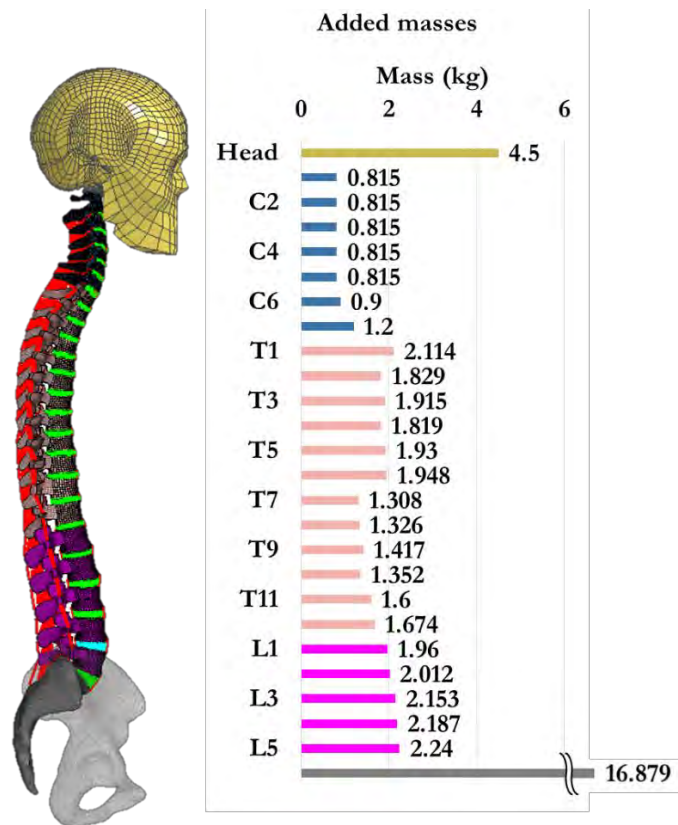 Added masses
Mass (kg)
0 2 4 6
Head 4.5
0.815
C2 0.815
0.815
C4 0.815
0.815
C6 0.9
1.2
T1 2.114
1.829
T3 1.915
1.819
T5 1.93
1.948
T7 1.308
1.326
T9 1.417
1.352
T11 1.6
1.674
L1 1.96
2.012
L3 2.153
2.187
L5 2.24
16.879